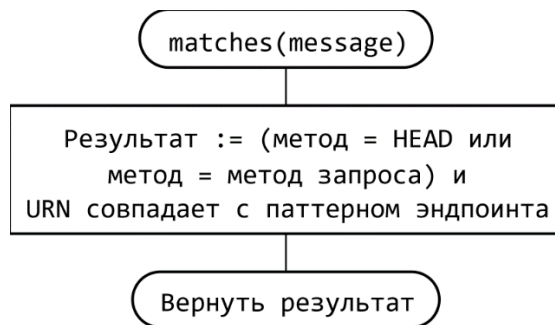 matches(message)
Результат := (метод = HEAD или
метод = метод запроса) и
URN совпадает с паттерном эндпоинта
Вернуть результат